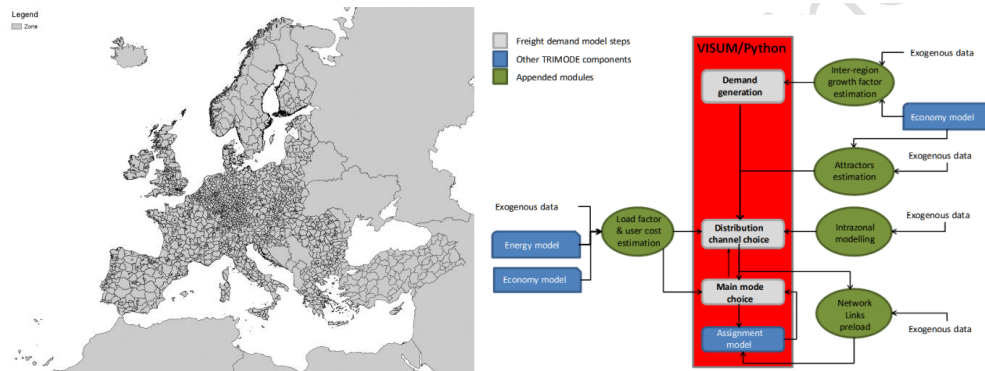 Legend
Zone
Freight demand model steps
Other TRIMODE components
Appended modules
VISUM/Python
Demand
generation
Exogenous data
Inter-region
growth factor
estimation
Economy model
Exogenous data
Attractors
estimation
Exogenous data
Load factor
& user cost
estimation
Energy model
Economy model
Distribution
channel choice
Intrazonal
modelling
Exogenous data
Main mode
choice
Assignment
model
Network
Links
preload
Exogenous data